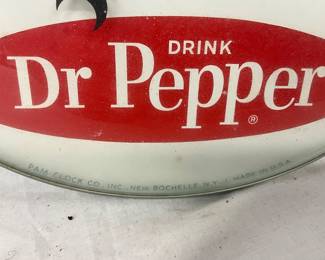 DRINK
Dr Pepper
®
PAM CLOCK CO. INC., NEW ROCHELLE, N.Y. MADE IN U.S.A.